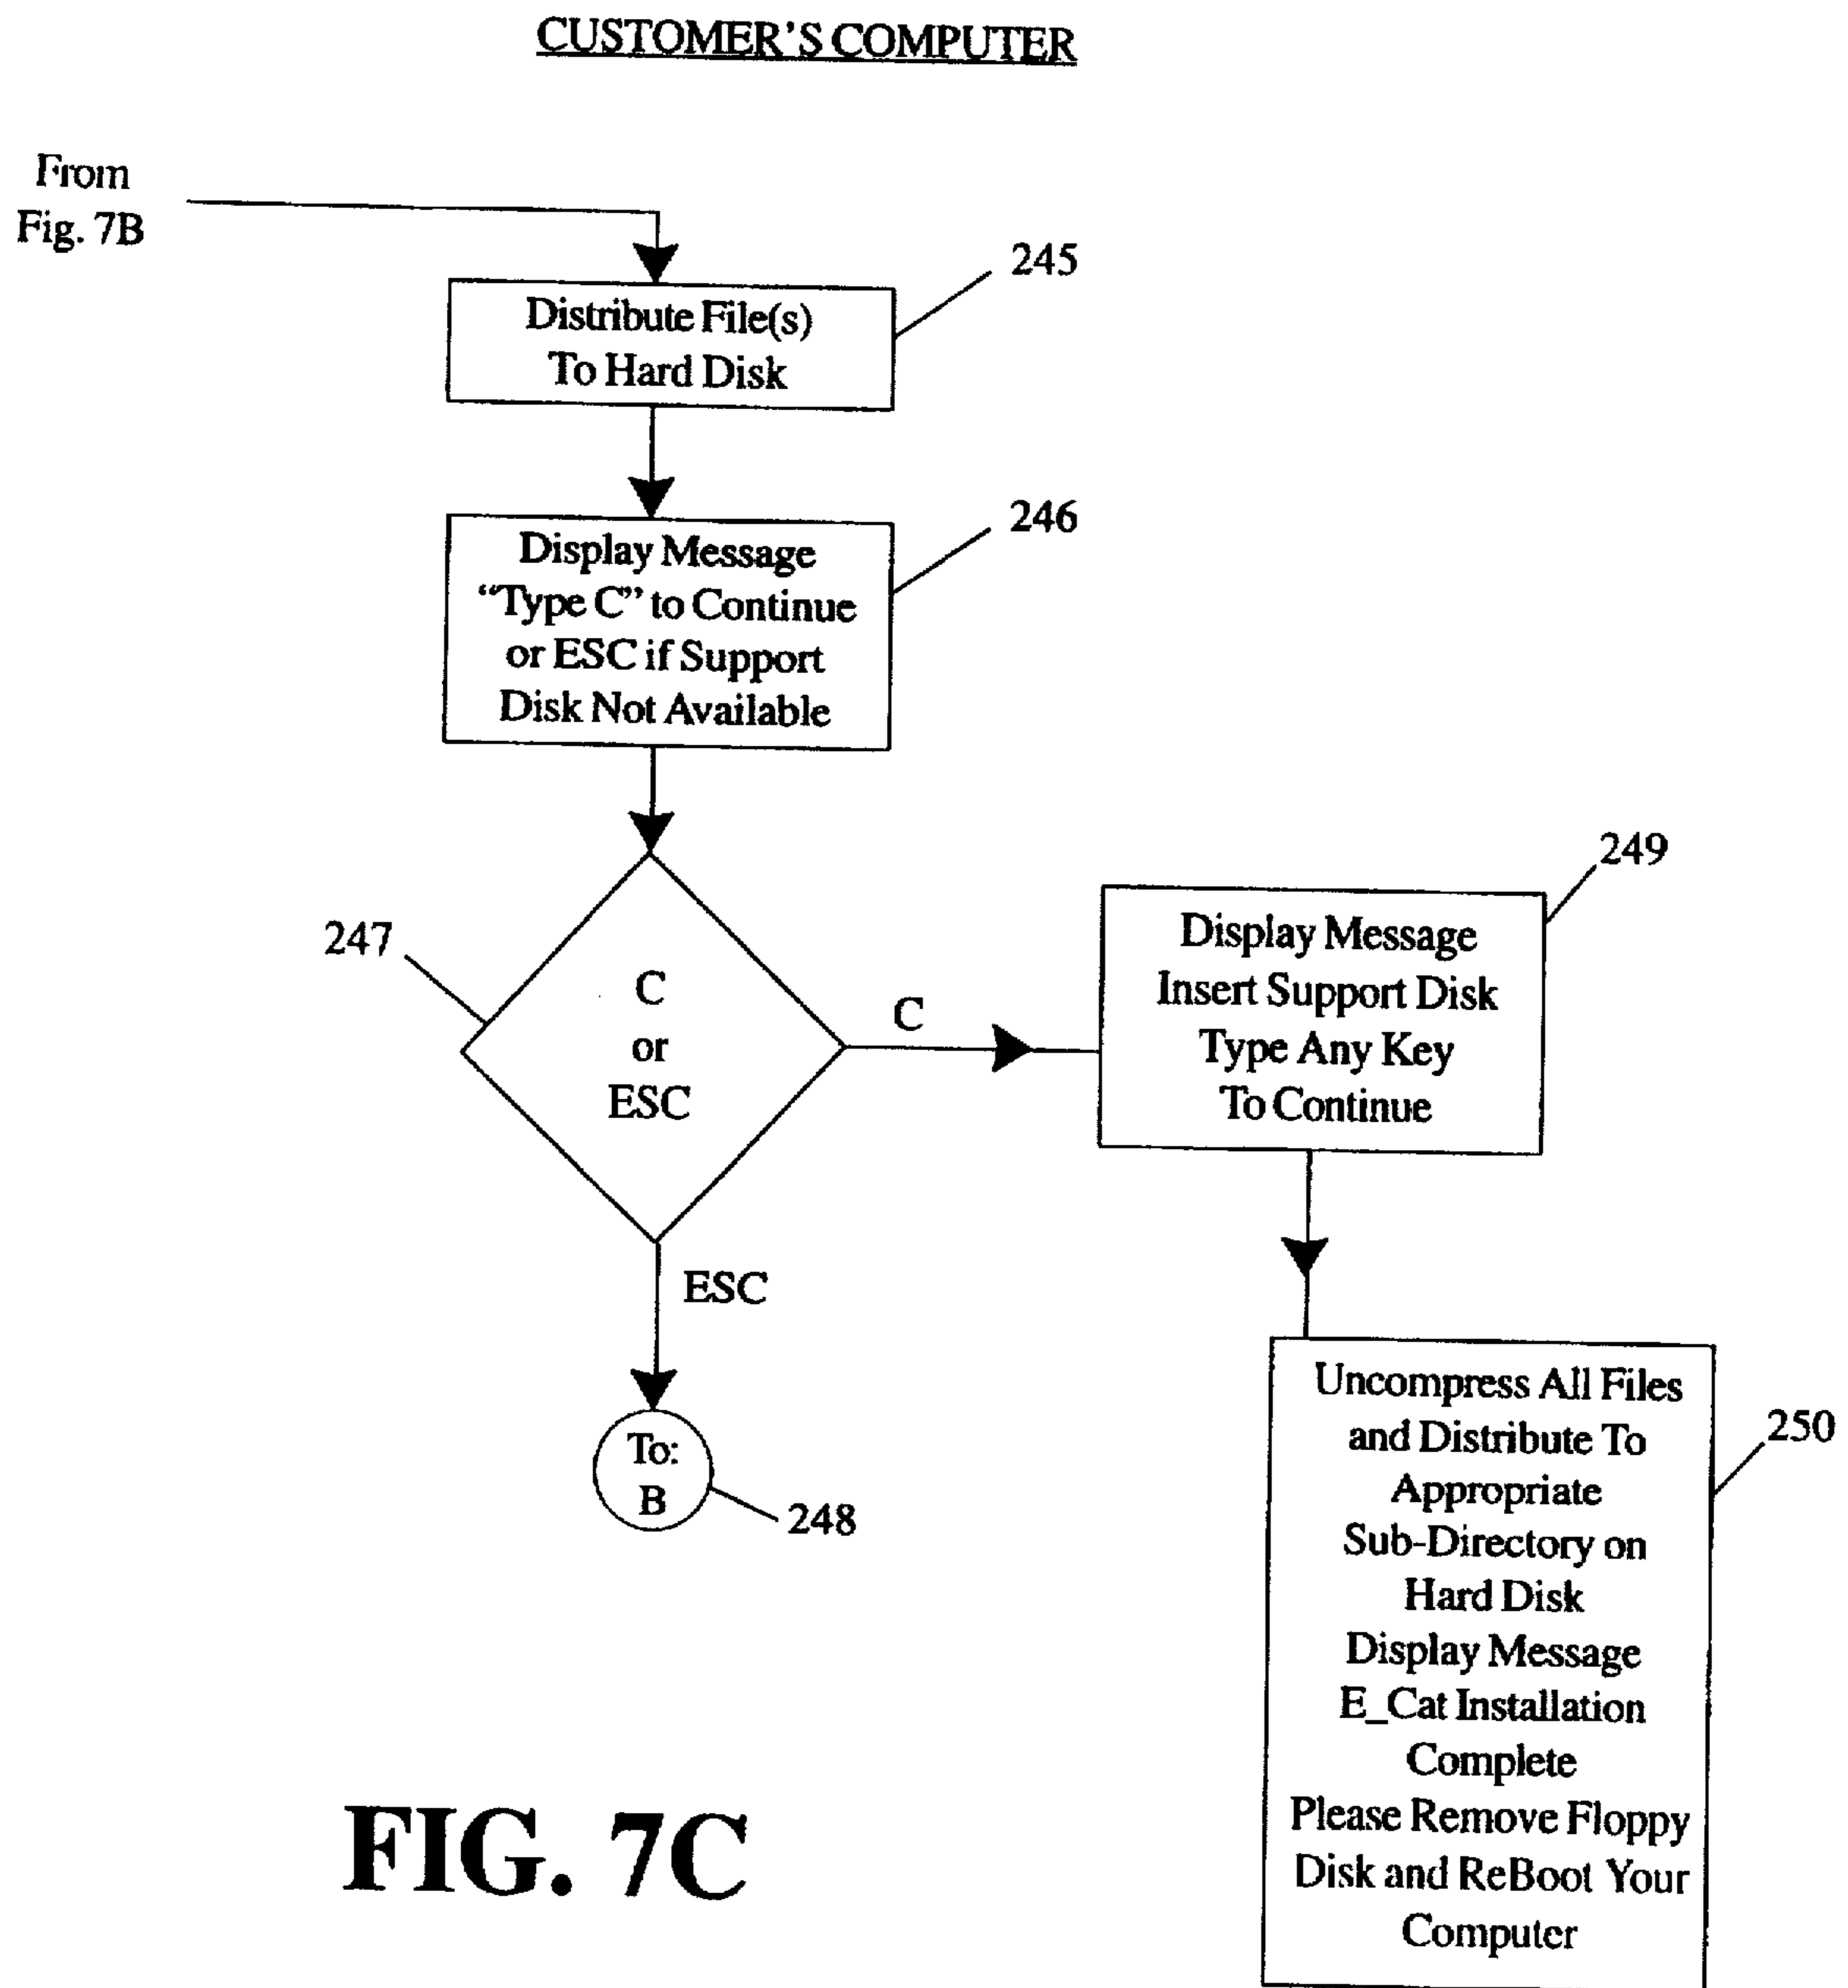 CUSTOMER'S COMPUTER
From
Fig. 7B
245
Distribute File(s)
To Hard Disk
246
Display Message
“Type C” to Continue
or ESC if Support
Disk Not Available
247
C
or
ESC
C
249
Display Message
Insert Support Disk
Type Any Key
To Continue
ESC
To:
B
248
250
Uncompress All Files
and Distribute To
Appropriate
Sub-Directory on
Hard Disk
Display Message
E_Cat Installation
Complete
Please Remove Floppy
Disk and ReBoot Your
Computer
FIG. 7C